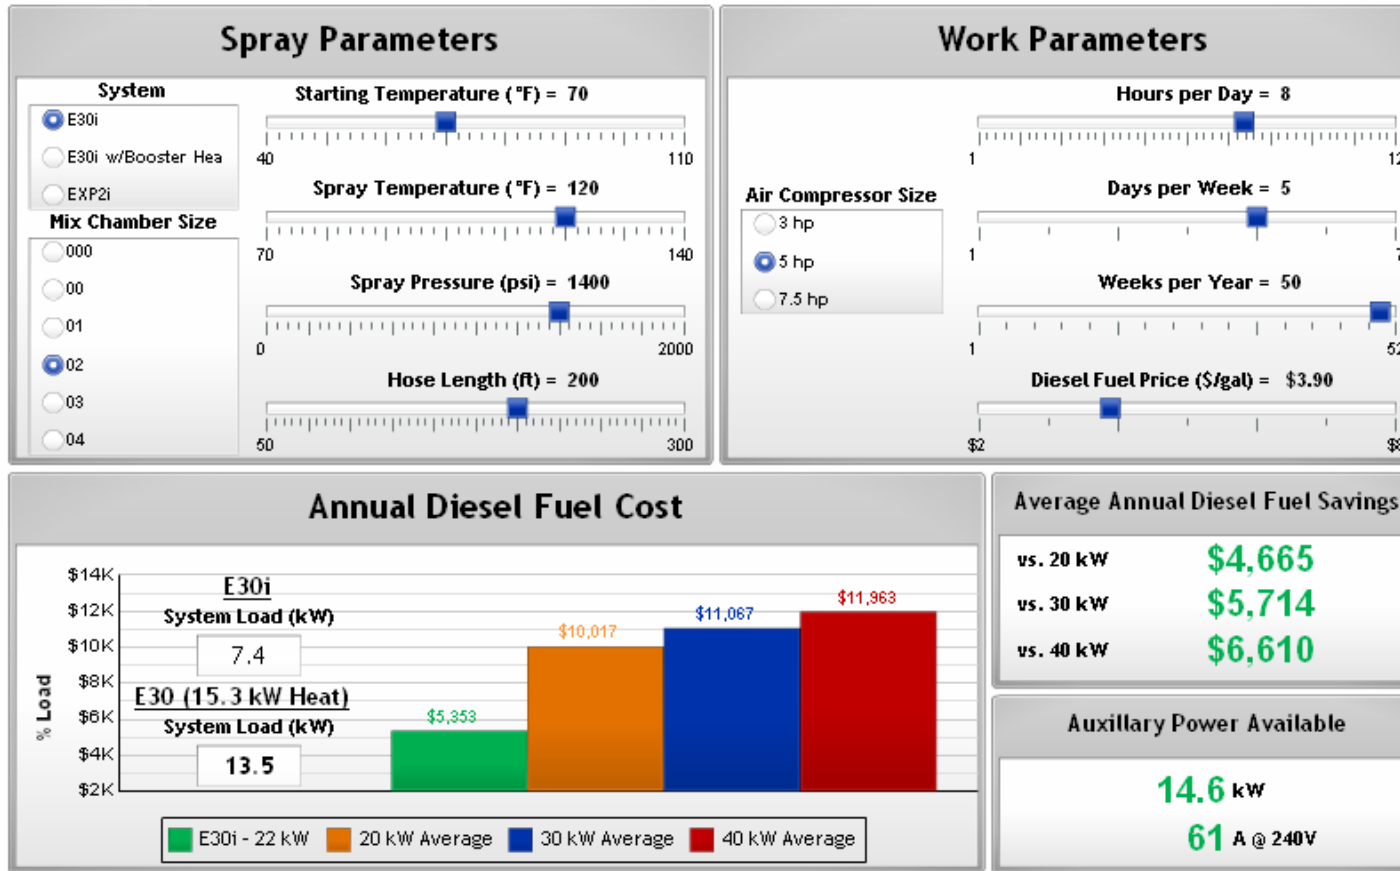 Spray Parameters
System
E30i
E30i w/Booster Hea
EXP2i
Mix Chamber Size
000
00
01
02
03
04
Starting Temperature (°F) = 70
40 110
Spray Temperature (°F) = 120
70 140
Spray Pressure (psi) = 1400
0 2000
Hose Length (ft) = 200
50 300
Work Parameters
Air Compressor Size
3 hp
5 hp
7.5 hp
Hours per Day = 8
1 12
Days per Week = 5
1 7
Weeks per Year = 50
1 52
Diesel Fuel Price ($/gal) = $3.90
$2 $8
Annual Diesel Fuel Cost
% Load
$14K
$12K
$10K
$8K
$6K
$4K
$2K
E30i
System Load (kW)
7.4
E30 (15.3 kW Heat)
System Load (kW)
13.5
$5,353
$10,017
$11,067
$11,963
E30i - 22 kW 20 kW Average 30 kW Average 40 kW Average
Average Annual Diesel Fuel Savings
vs. 20 kW $4,665
vs. 30 kW $5,714
vs. 40 kW $6,610
Auxillary Power Available
14.6 kW
61 A @ 240V